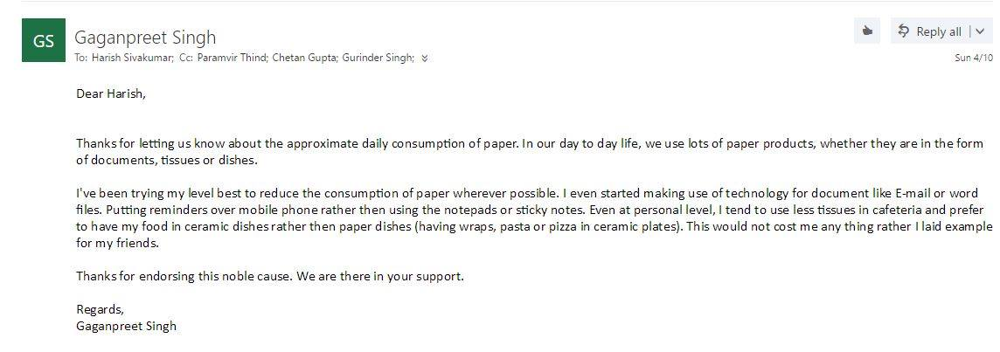 GS
Gaganpreet Singh
Reply all
To: Harish Sivakumar; Cc: Paramvir Thind; Chetan Gupta; Gurinder Singh;
Sun 4/10
Dear Harish,
Thanks for letting us know about the approximate daily consumption of paper. In our day to day life, we use lots of paper products, whether they are in the form
of documents, tissues or dishes.
I've been trying my level best to reduce the consumption of paper wherever possible. I even started making use of technology for document like E-mail or word
files. Putting reminders over mobile phone rather then using the notepads or sticky notes. Even at personal level, I tend to use less tissues in cafeteria and prefer
to have my food in ceramic dishes rather then paper dishes (having wraps, pasta or pizza in ceramic plates). This would not cost me any thing rather I laid example
for my friends.
Thanks for endorsing this noble cause. We are there in your support.
Regards,
Gaganpreet Singh